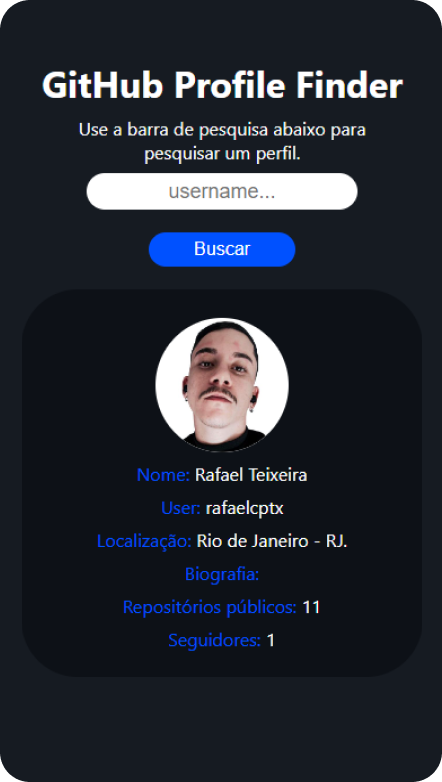 GitHub Profile Finder
Use a barra de pesquisa abaixo para
pesquisar um perfil.
username...
Buscar
Nome: Rafael Teixeira
User: rafaelcptx
Localização: Rio de Janeiro - RJ.
Biografia:
Repositórios públicos: 11
Seguidores: 1